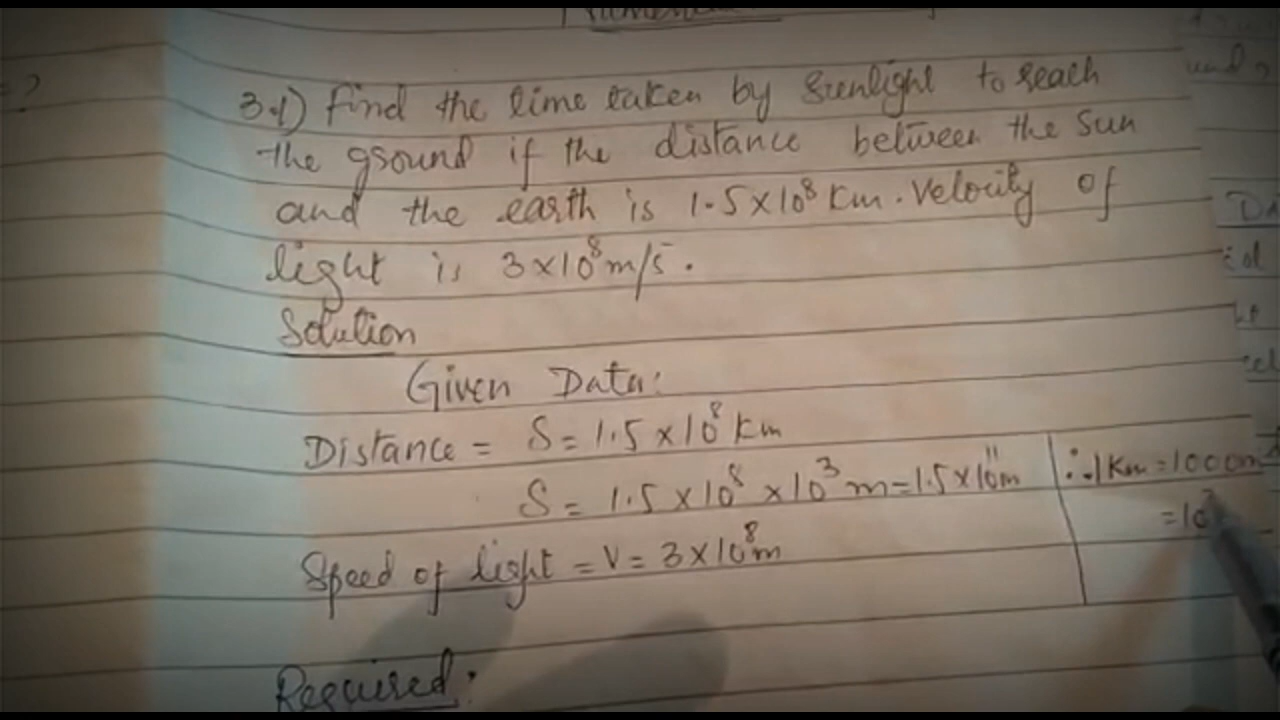 3.1) Find the time taken by sunlight to reach
the ground if the distance between the sun
and the earth is 1.5×10⁸ Km. Velocity of
light is 3×10⁸ m/s.
Solution
Given Data:
Distance = S = 1.5 ×10⁸ Km
S = 1.5 ×10⁸ ×10³ m = 1.5 ×10¹¹ m
∴ 1 Km = 1000 m
= 10³
Speed of light = V = 3×10⁸ m
Required: